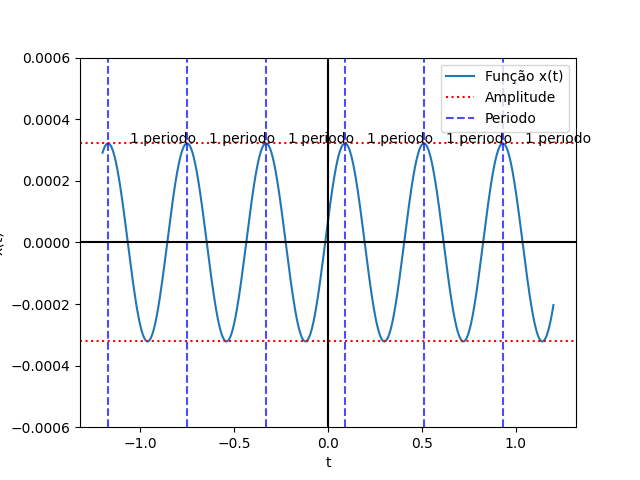 0.0006
0.0004
0.0002
0.0000
−0.0002
−0.0004
−0.0006
Função x(t)
Amplitude
Periodo
1 periodo 1 periodo 1 periodo 1 periodo 1 periodo 1 periodo
−1.0 −0.5 0.0 0.5 1.0
t